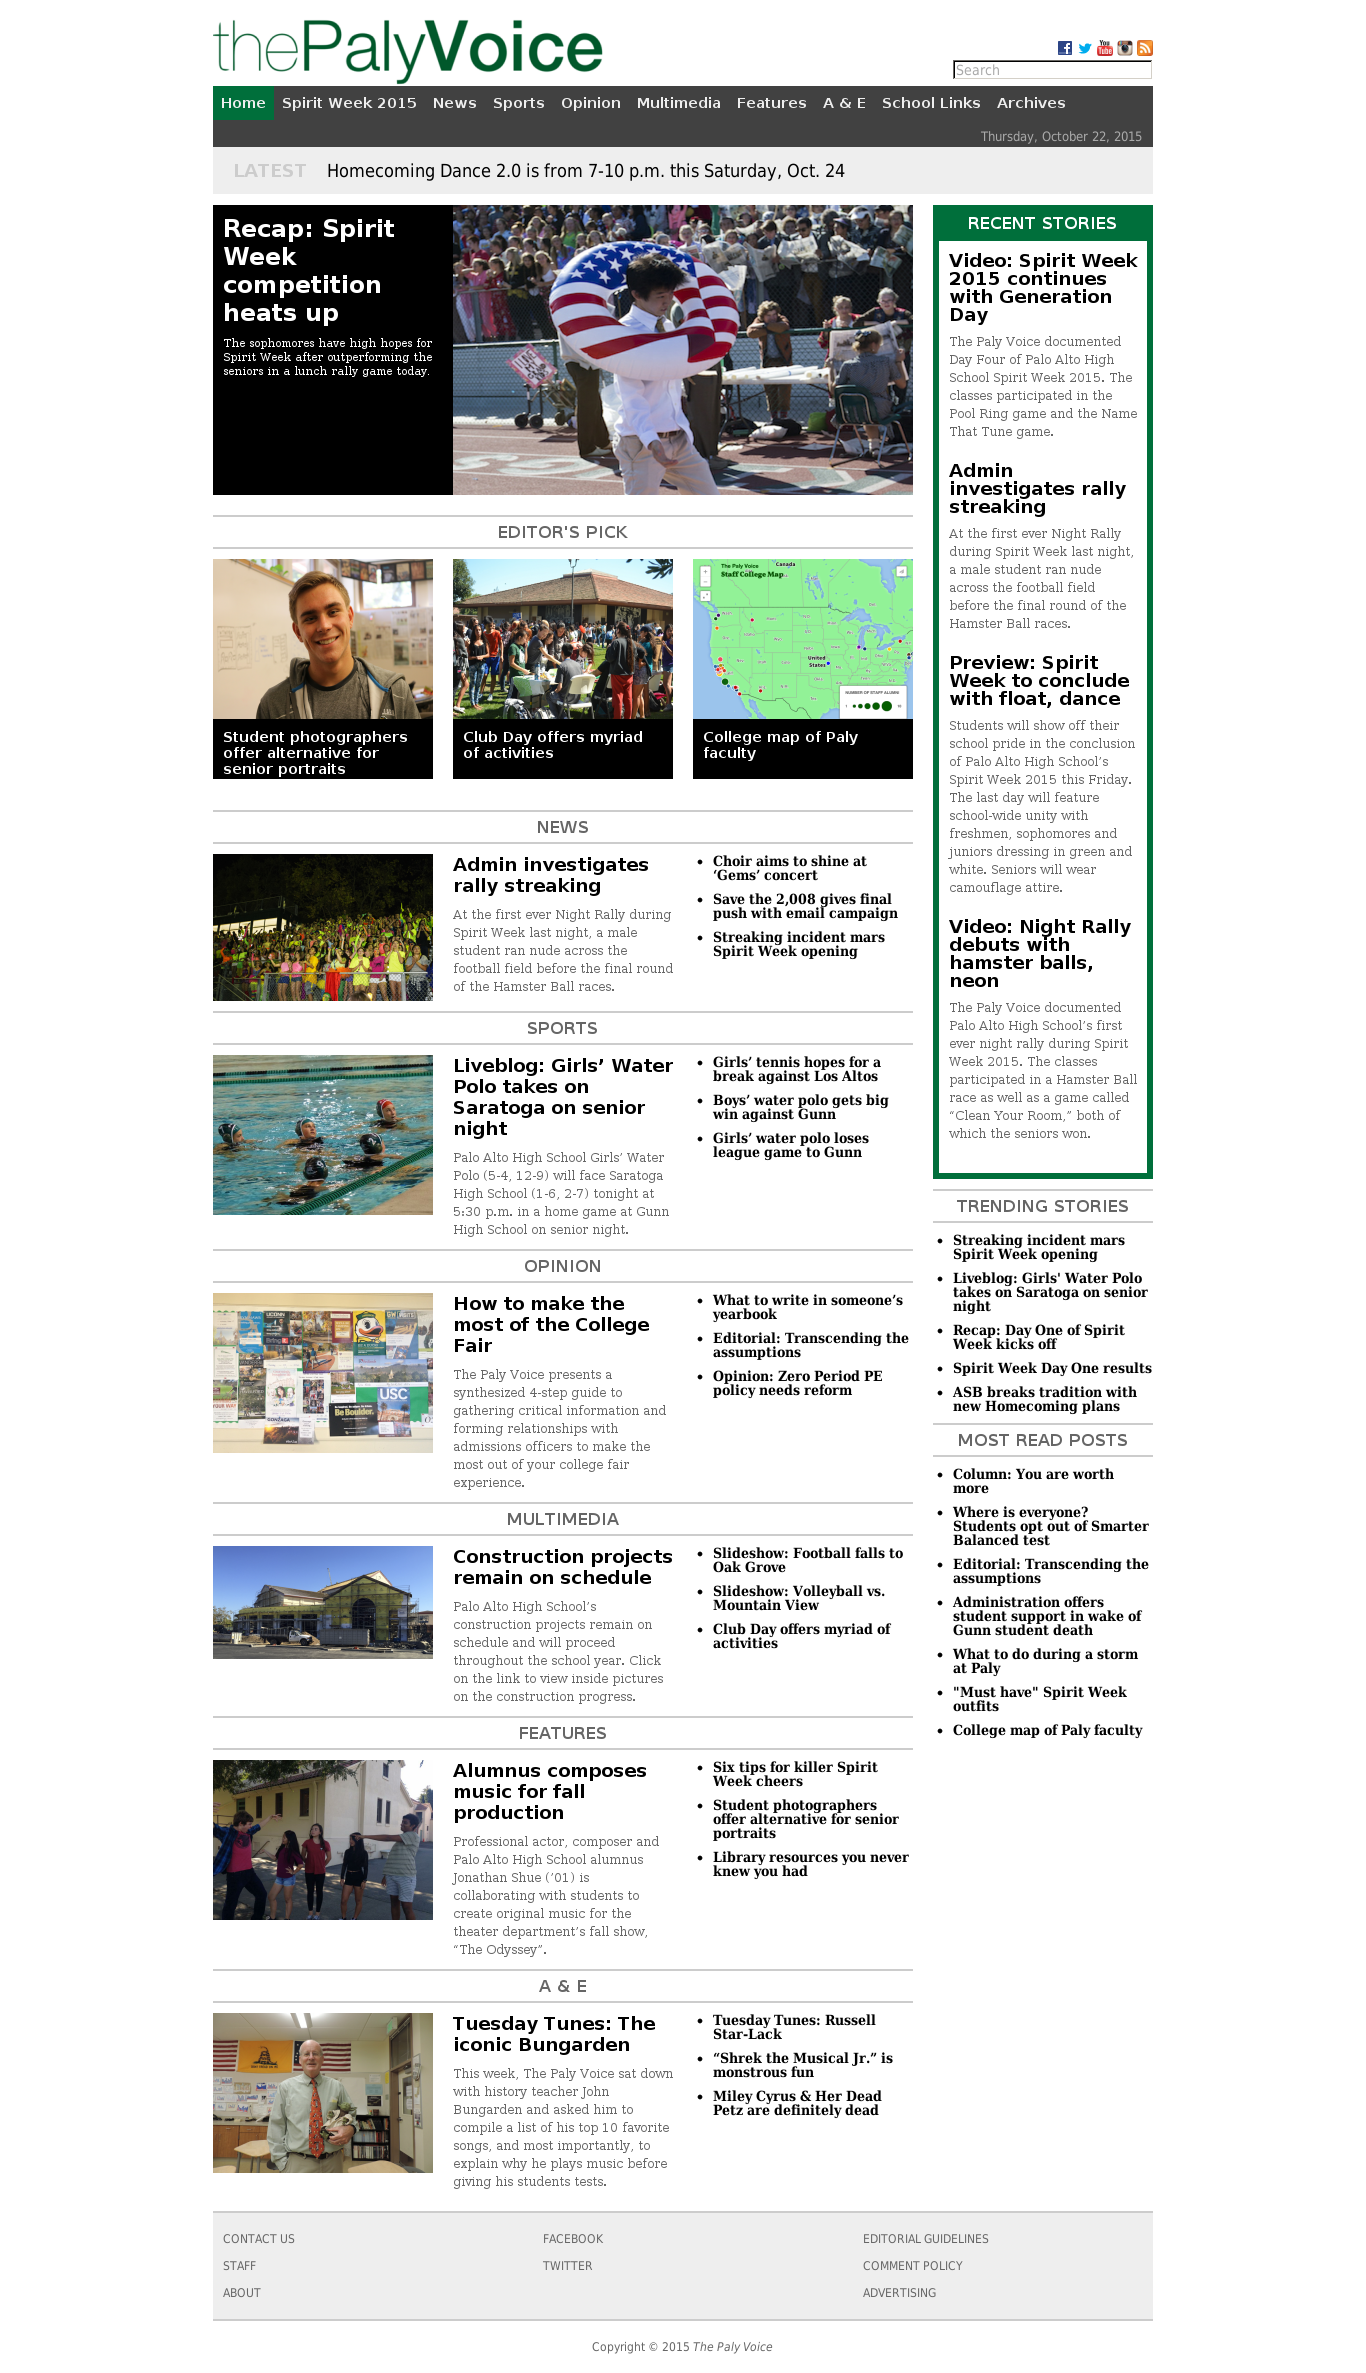 thePalyVoice
Search
Home Spirit Week 2015 News Sports Opinion Multimedia Features A & E School Links Archives
Thursday, October 22, 2015
LATEST Homecoming Dance 2.0 is from 7-10 p.m. this Saturday, Oct. 24
Recap: Spirit
Week
competition
heats up
The sophomores have high hopes for
Spirit Week after outperforming the
seniors in a lunch rally game today.
EDITOR'S PICK
Student photographers
offer alternative for
senior portraits
Club Day offers myriad
of activities
The Paly Voice
Staff College Map
Canada
United
States
NUMBER OF STAFF ALUMNI
College map of Paly
faculty
NEWS
Admin investigates
rally streaking
At the first ever Night Rally during
Spirit Week last night, a male
student ran nude across the
football field before the final round
of the Hamster Ball races.
• Choir aims to shine at
‘Gems’ concert
• Save the 2,008 gives final
push with email campaign
• Streaking incident mars
Spirit Week opening
SPORTS
Liveblog: Girls’ Water
Polo takes on
Saratoga on senior
night
Palo Alto High School Girls’ Water
Polo (5-4, 12-9) will face Saratoga
High School (1-6, 2-7) tonight at
5:30 p.m. in a home game at Gunn
High School on senior night.
• Girls’ tennis hopes for a
break against Los Altos
• Boys’ water polo gets big
win against Gunn
• Girls’ water polo loses
league game to Gunn
OPINION
UCONN
USC
Be Boulder.
GONZAGA
How to make the
most of the College
Fair
The Paly Voice presents a
synthesized 4-step guide to
gathering critical information and
forming relationships with
admissions officers to make the
most out of your college fair
experience.
• What to write in someone’s
yearbook
• Editorial: Transcending the
assumptions
• Opinion: Zero Period PE
policy needs reform
MULTIMEDIA
Construction projects
remain on schedule
Palo Alto High School’s
construction projects remain on
schedule and will proceed
throughout the school year. Click
on the link to view inside pictures
on the construction progress.
• Slideshow: Football falls to
Oak Grove
• Slideshow: Volleyball vs.
Mountain View
• Club Day offers myriad of
activities
FEATURES
Alumnus composes
music for fall
production
Professional actor, composer and
Palo Alto High School alumnus
Jonathan Shue (’01) is
collaborating with students to
create original music for the
theater department’s fall show,
“The Odyssey”.
• Six tips for killer Spirit
Week cheers
• Student photographers
offer alternative for senior
portraits
• Library resources you never
knew you had
A & E
Tuesday Tunes: The
iconic Bungarden
This week, The Paly Voice sat down
with history teacher John
Bungarden and asked him to
compile a list of his top 10 favorite
songs, and most importantly, to
explain why he plays music before
giving his students tests.
• Tuesday Tunes: Russell
Star-Lack
• “Shrek the Musical Jr.” is
monstrous fun
• Miley Cyrus & Her Dead
Petz are definitely dead
RECENT STORIES
Video: Spirit Week
2015 continues
with Generation
Day
The Paly Voice documented
Day Four of Palo Alto High
School Spirit Week 2015. The
classes participated in the
Pool Ring game and the Name
That Tune game.
Admin
investigates rally
streaking
At the first ever Night Rally
during Spirit Week last night,
a male student ran nude
across the football field
before the final round of the
Hamster Ball races.
Preview: Spirit
Week to conclude
with float, dance
Students will show off their
school pride in the conclusion
of Palo Alto High School’s
Spirit Week 2015 this Friday.
The last day will feature
school-wide unity with
freshmen, sophomores and
juniors dressing in green and
white. Seniors will wear
camouflage attire.
Video: Night Rally
debuts with
hamster balls,
neon
The Paly Voice documented
Palo Alto High School’s first
ever night rally during Spirit
Week 2015. The classes
participated in a Hamster Ball
race as well as a game called
“Clean Your Room,” both of
which the seniors won.
TRENDING STORIES
• Streaking incident mars
Spirit Week opening
• Liveblog: Girls' Water Polo
takes on Saratoga on senior
night
• Recap: Day One of Spirit
Week kicks off
• Spirit Week Day One results
• ASB breaks tradition with
new Homecoming plans
MOST READ POSTS
• Column: You are worth
more
• Where is everyone?
Students opt out of Smarter
Balanced test
• Editorial: Transcending the
assumptions
• Administration offers
student support in wake of
Gunn student death
• What to do during a storm
at Paly
• "Must have" Spirit Week
outfits
• College map of Paly faculty
CONTACT US
STAFF
ABOUT
FACEBOOK
TWITTER
EDITORIAL GUIDELINES
COMMENT POLICY
ADVERTISING
Copyright © 2015 The Paly Voice